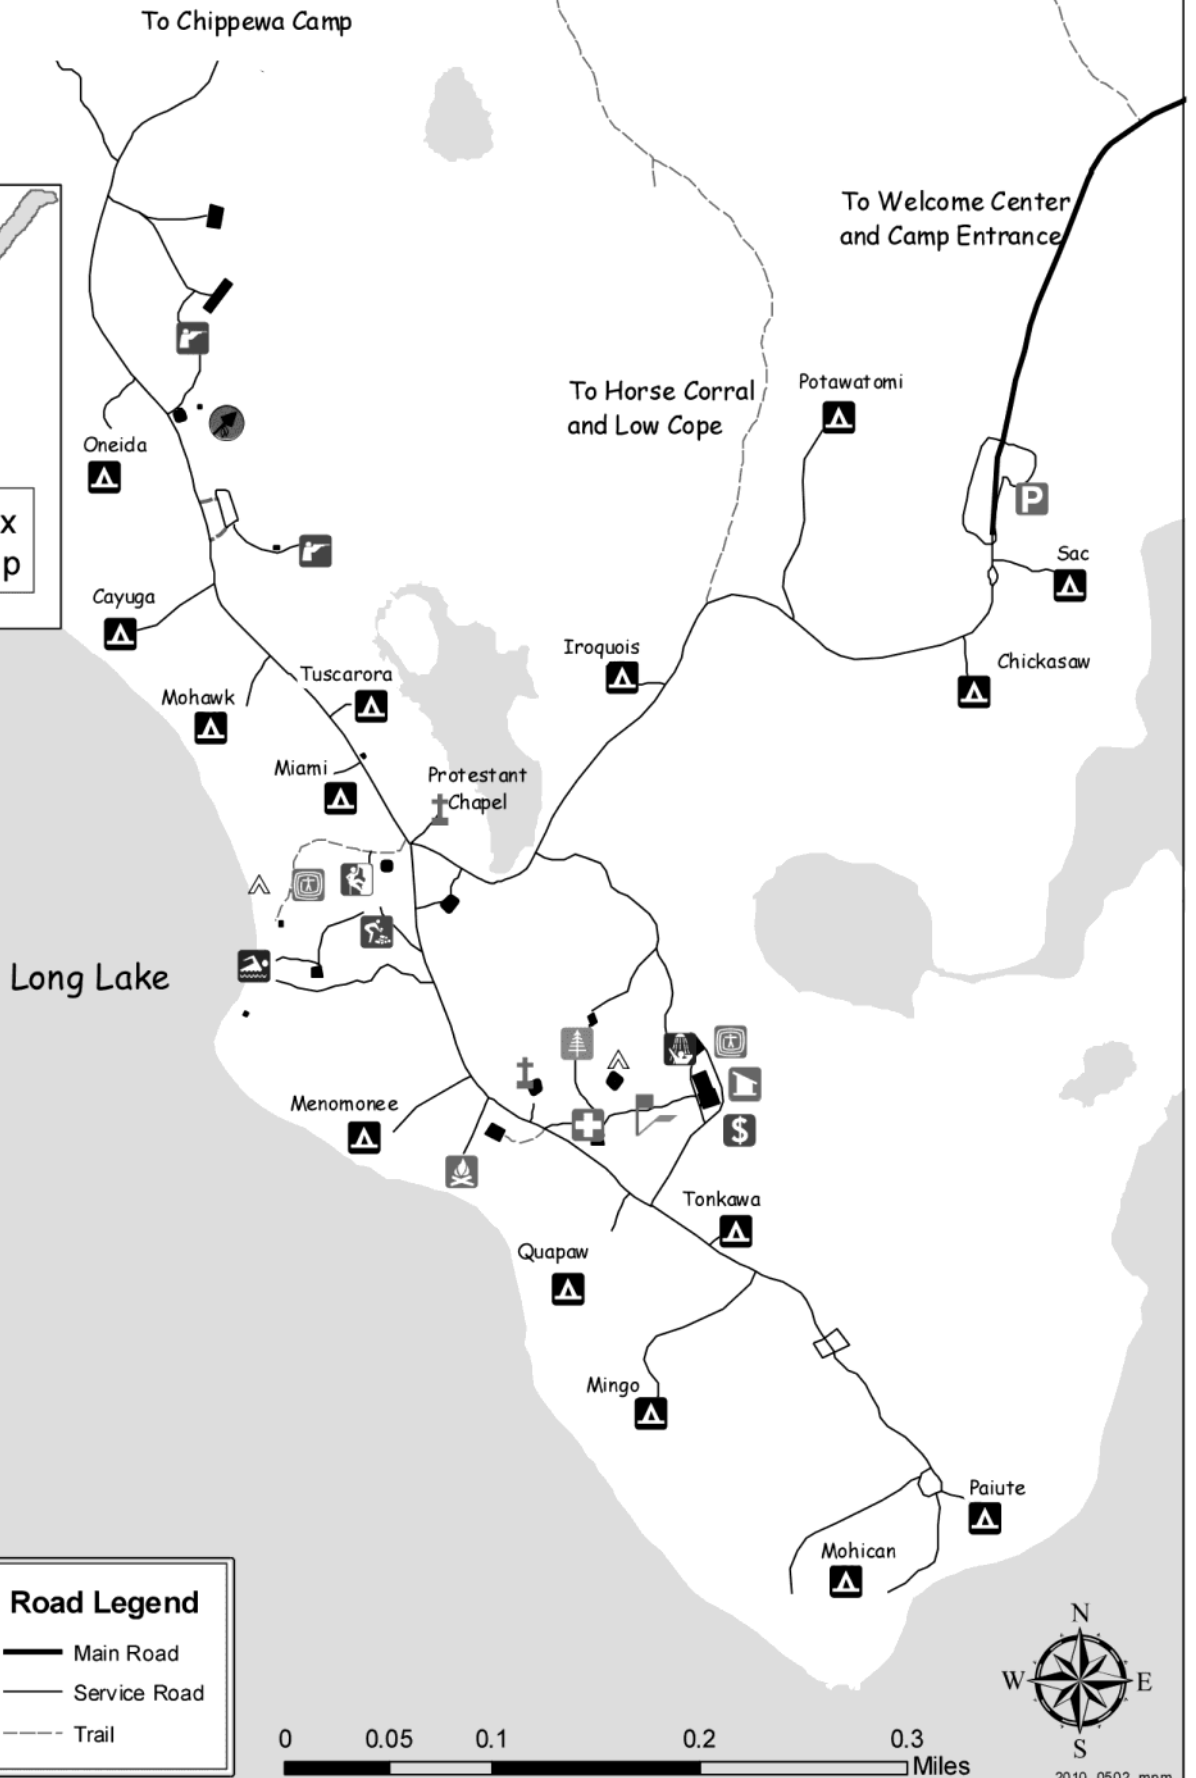 To Chippewa Camp
To Welcome Center
and Camp Entrance
To Horse Corral
and Low Cope
Potawatomi
Oneida
x
p
P
Sac
Cayuga
Iroquois
Chickasaw
Tuscarora
Mohawk
Miami
Protestant
Chapel
Long Lake
Menomonee
$
Tonkawa
Quapaw
Mingo
Paiute
Mohican
Road Legend
Main Road
Service Road
Trail
N
W
E
S
0
0.05
0.1
0.2
0.3
Miles